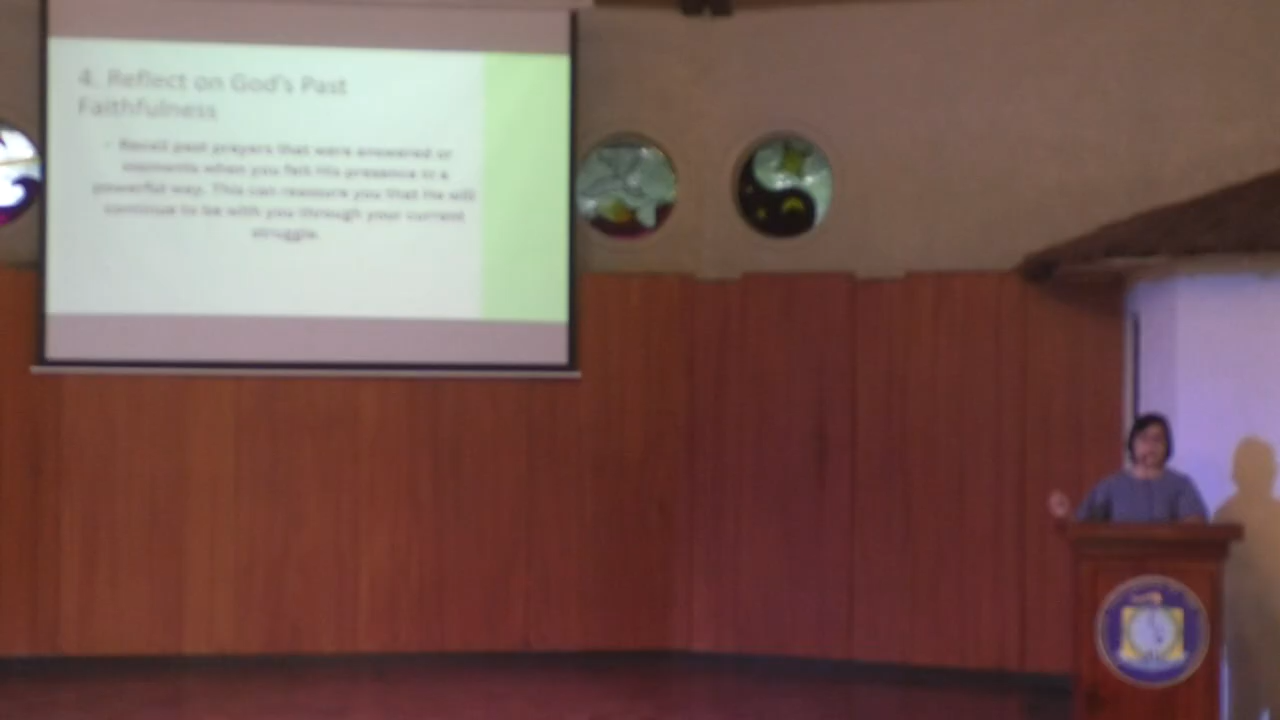 4. Reflect on God's Past
Faithfulness
Recall past prayers that were answered or
moments when you felt His presence in a
powerful way. This can reassure you that He will
continue to be with you through your current
struggle.